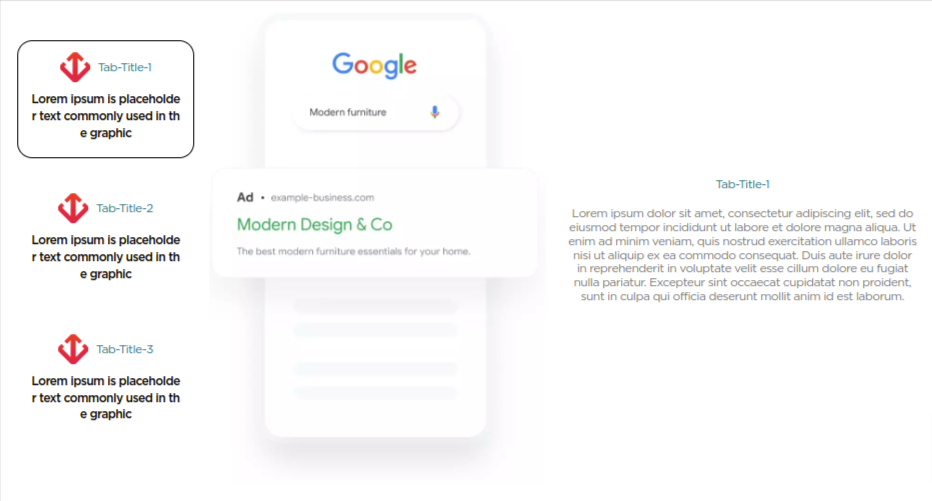 Tab-Title-1
Lorem ipsum is placeholde
r text commonly used in th
e graphic
Tab-Title-2
Lorem ipsum is placeholde
r text commonly used in th
e graphic
Tab-Title-3
Lorem ipsum is placeholde
r text commonly used in th
e graphic
Google
Modern furniture
Ad • example-business.com
Modern Design & Co
The best modern furniture essentials for your home.
Tab-Title-1
Lorem ipsum dolor sit amet, consectetur adipiscing elit, sed do
eiusmod tempor incididunt ut labore et dolore magna aliqua. Ut
enim ad minim veniam, quis nostrud exercitation ullamco laboris
nisi ut aliquip ex ea commodo consequat. Duis aute irure dolor
in reprehenderit in voluptate velit esse cillum dolore eu fugiat
nulla pariatur. Excepteur sint occaecat cupidatat non proident,
sunt in culpa qui officia deserunt mollit anim id est laborum.